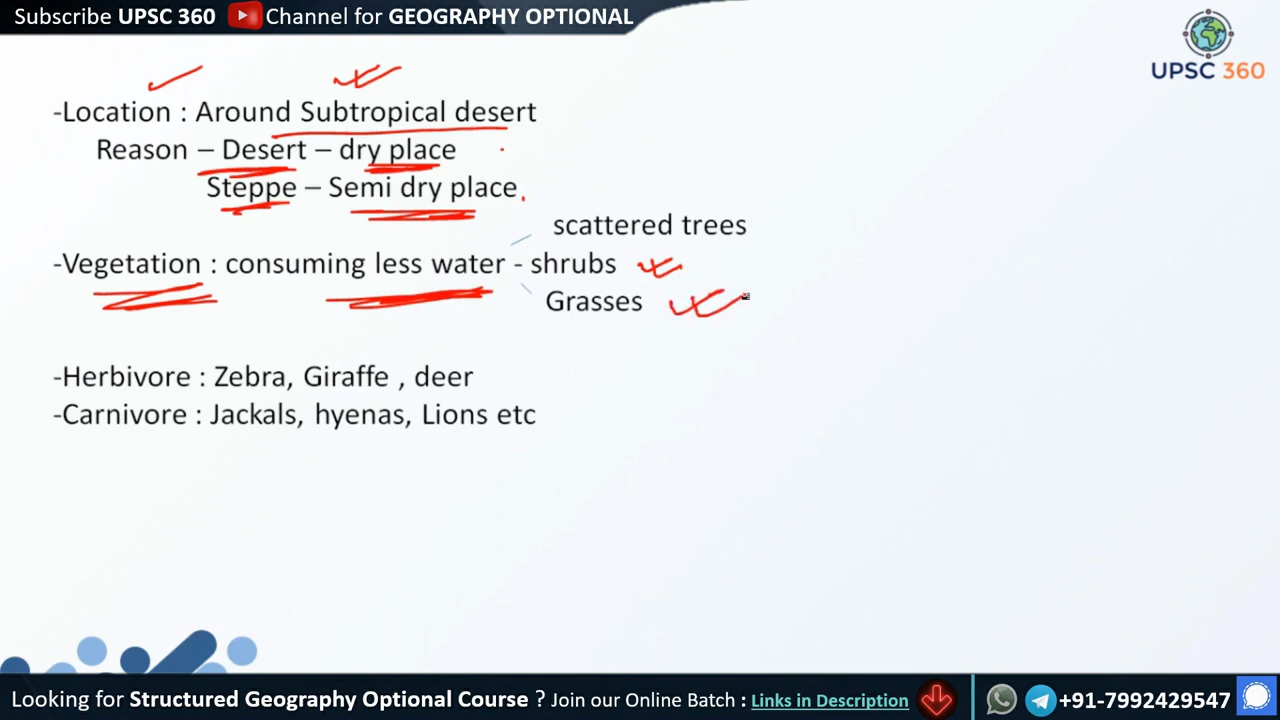 Subscribe UPSC 360 Channel for GEOGRAPHY OPTIONAL
UPSC 360
-Location : Around Subtropical desert
Reason – Desert – dry place
Steppe – Semi dry place
scattered trees
-Vegetation : consuming less water - shrubs
Grasses
-Herbivore : Zebra, Giraffe , deer
-Carnivore : Jackals, hyenas, Lions etc
Looking for Structured Geography Optional Course ? Join our Online Batch : Links in Description +91-7992429547